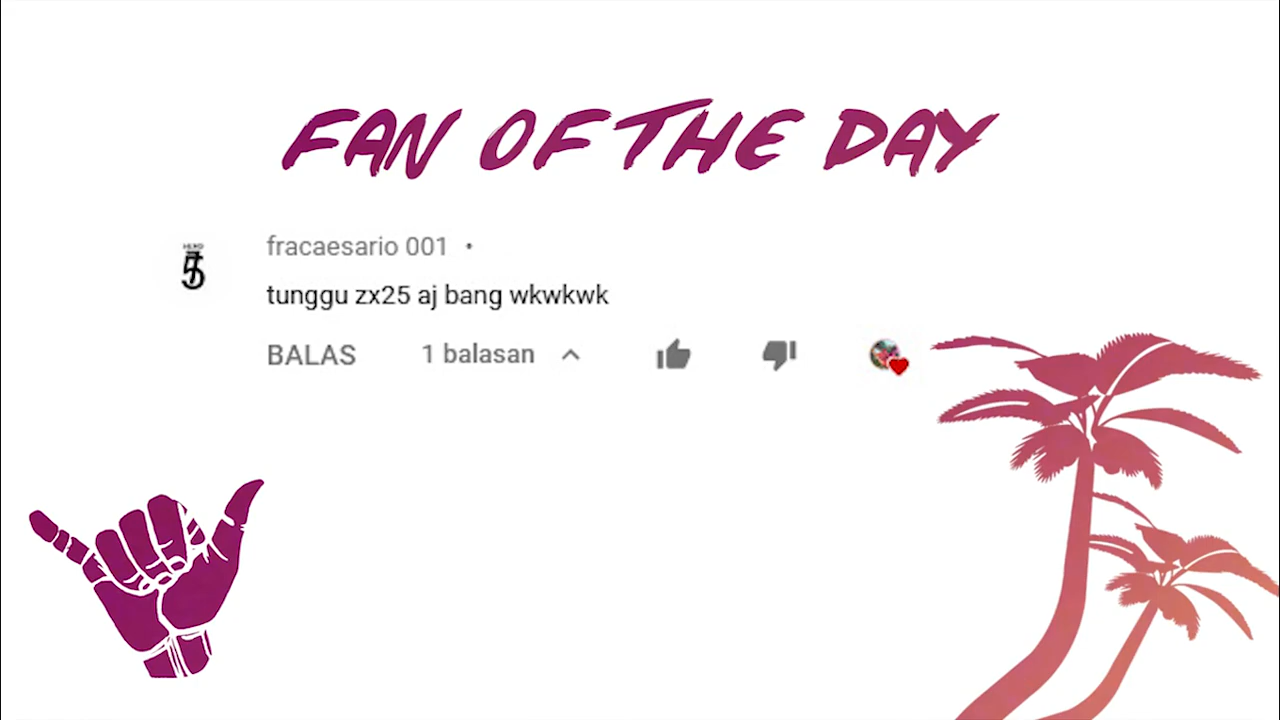 FAN OF THE DAY
fracaesario 001 •
tunggu zx25 aj bang wkwkwk
BALAS 1 balasan